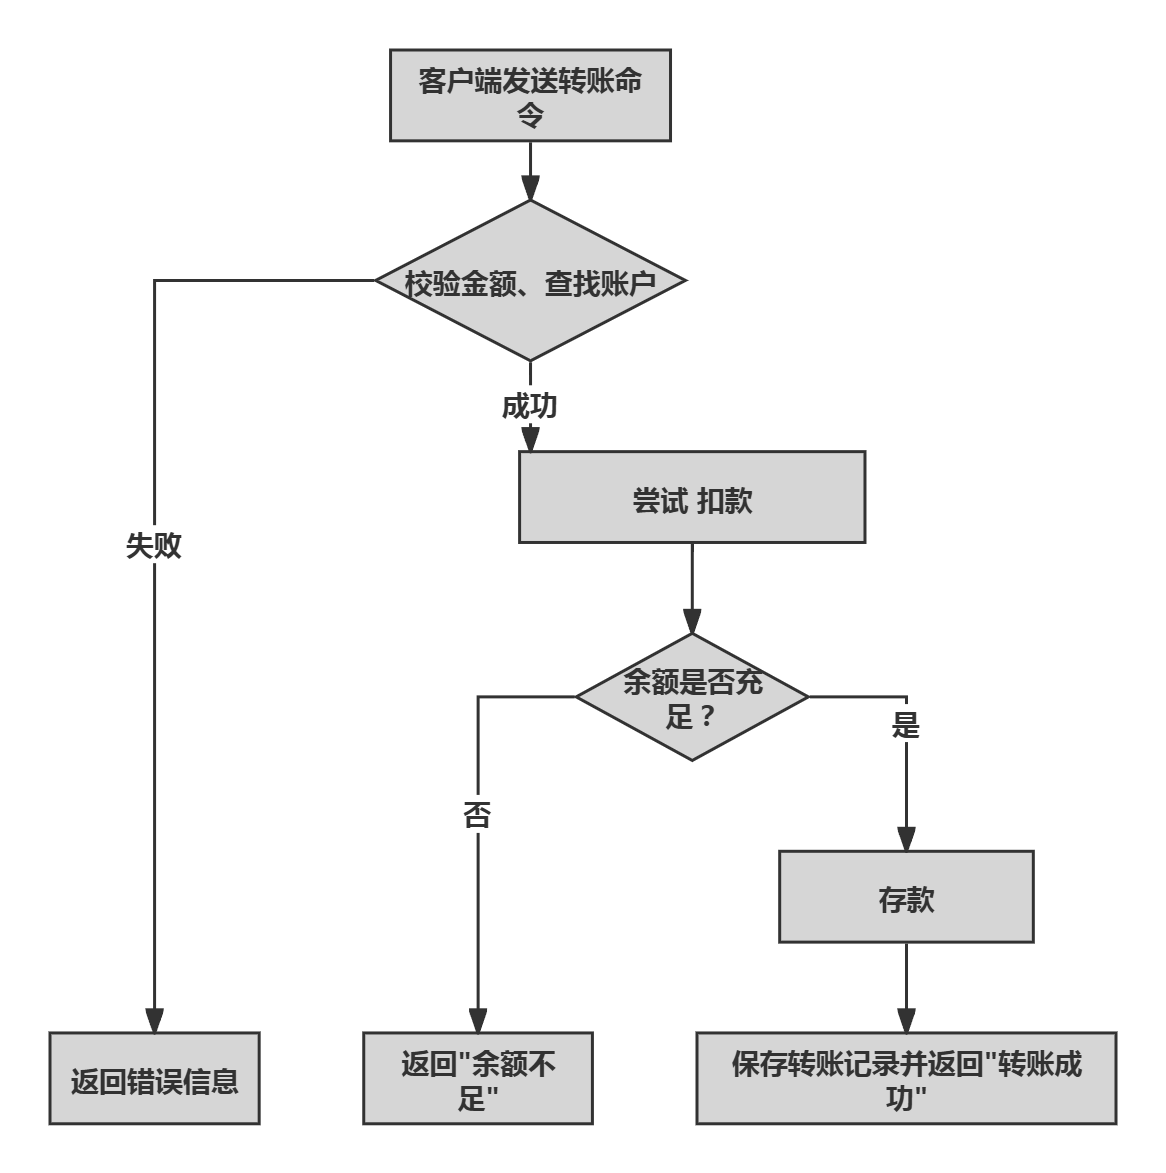 客户端发送转账命
令
校验金额、查找账户
成功
尝试 扣款
失败
余额是否充
足？
是
否
存款
返回错误信息
返回"余额不
足"
保存转账记录并返回"转账成
功"